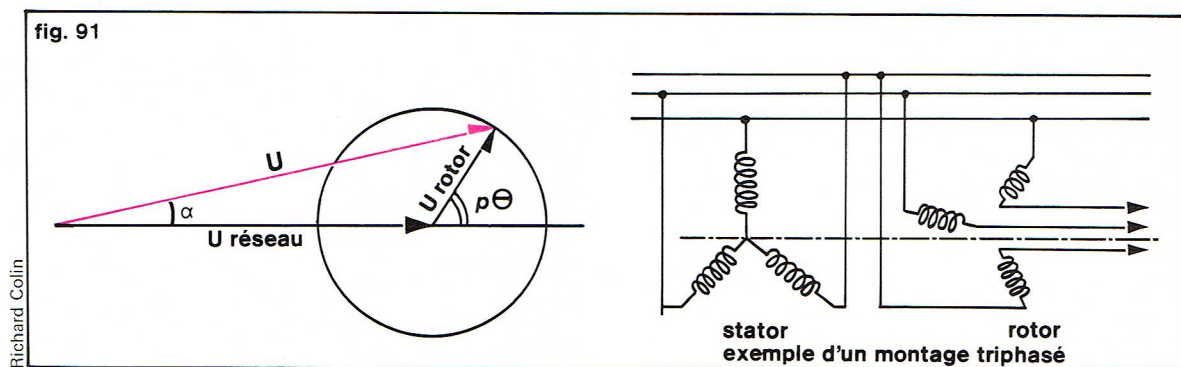 fig. 91
U
U rotor
pΘ
α
U réseau
Richard Colin
stator
rotor
exemple d'un montage triphasé